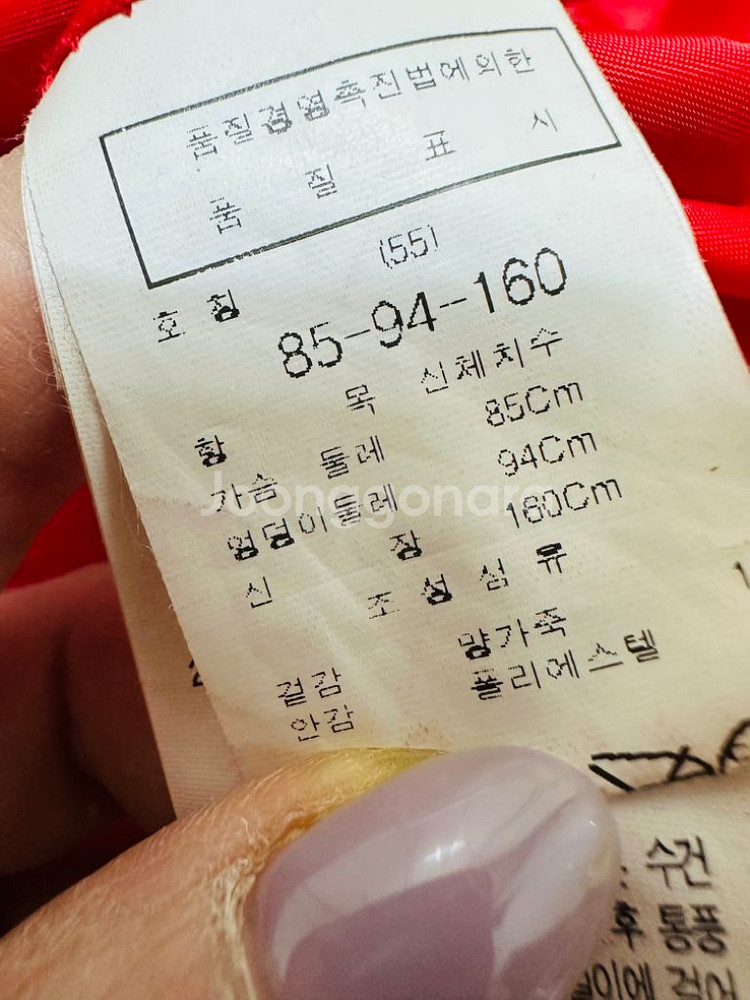 품질경영촉진법에의한
품 질 표 시
(55)
호 칭
85-94-160
항 목 신체치수
가슴 둘레 85Cm
엉덩이둘레 94Cm
신 장 160Cm
조 성 섬 유
겉감 양가죽
안감 폴리에스텔
Joonggonara
수건
후 통풍